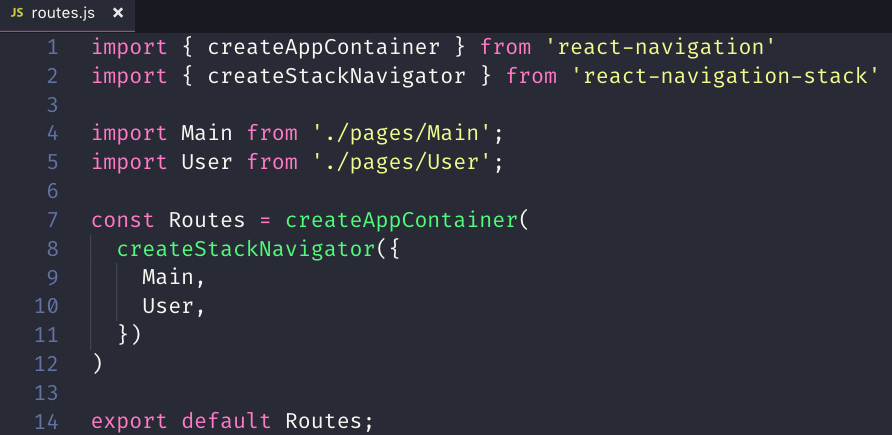 JS routes.js ×
1 import { createAppContainer } from 'react-navigation'
2 import { createStackNavigator } from 'react-navigation-stack'
3
4 import Main from './pages/Main';
5 import User from './pages/User';
6
7 const Routes = createAppContainer(
8   createStackNavigator({
9     Main,
10     User,
11   })
12 )
13
14 export default Routes;